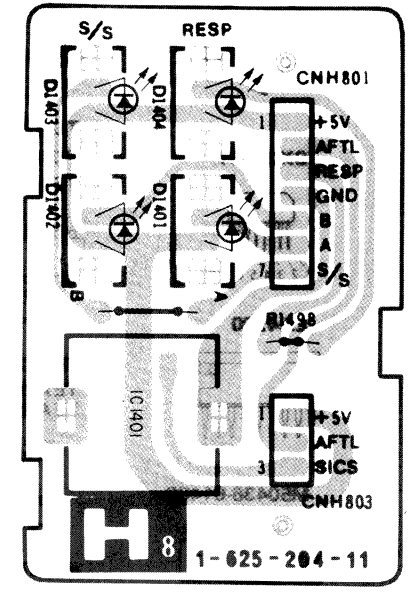 S/S
RESP
CNH801
D1403
D1404
1
+5V
AFTL
RESP
GND
B
A
7
S/S
D1402
D1401
B
A
R1498
IC1401
1
+5V
AFTL
3
SICS
CNH803
H 8
1-625-204-11